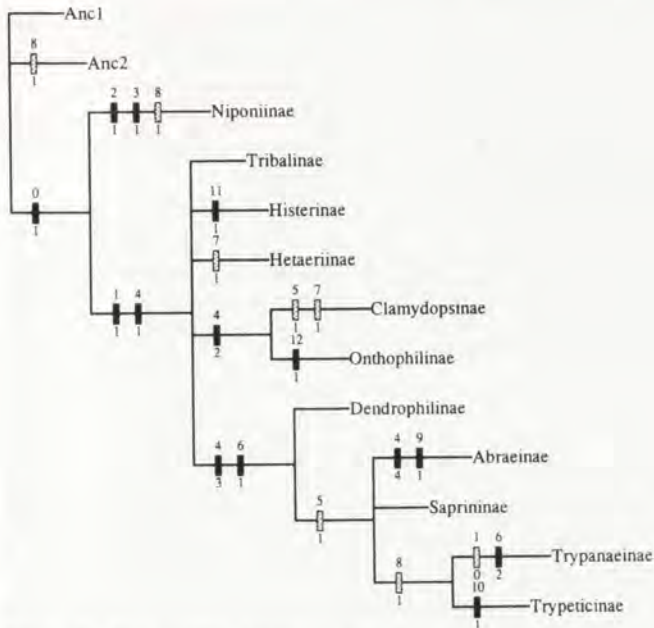 Anc1
8
Anc2
1
2 3 8
Niponiinae
1 1 1
Tribalinae
0
11
Histerinae
1
1
7
Hetaeriinae
1
5 7
Clamydopsinae
1 4
4
1 1
1 1
2
12
Onthophilinae
1
Dendrophilinae
4 6
4 9
Abraeinae
3 1
4 1
5
Saprininae
1
1 6
8
Trypanaeinae
0 2
1
10
Trypeticinae
1